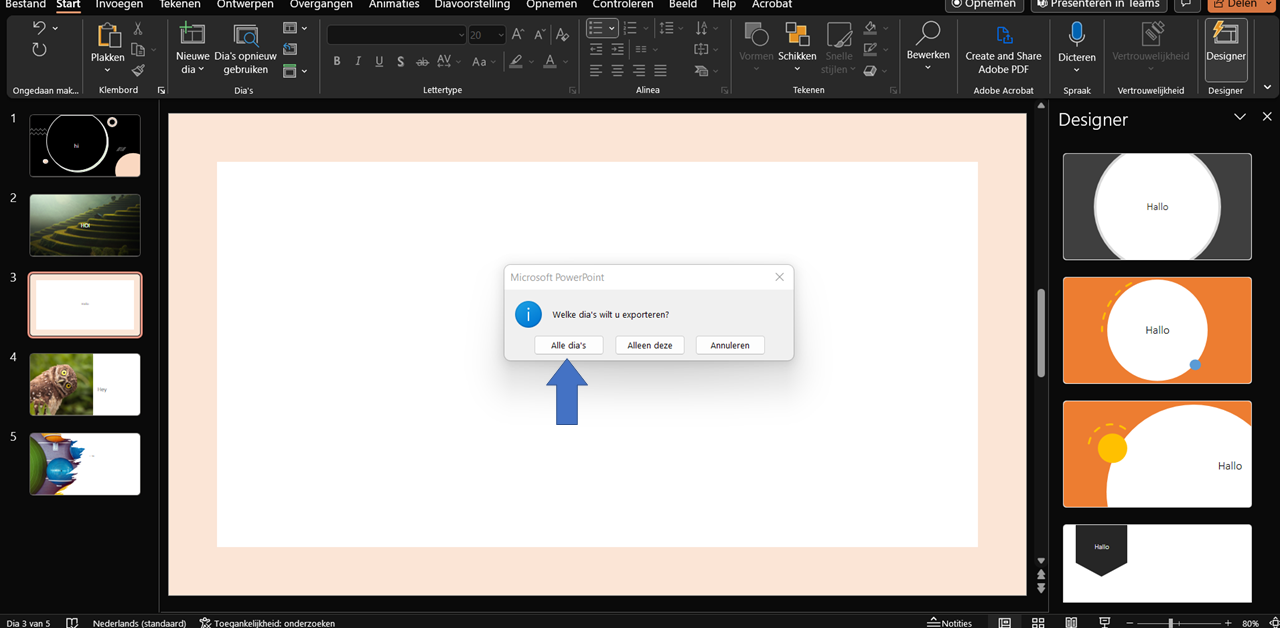 Bestand Start Invoegen Tekenen Ontwerpen Overgangen Animaties Diavoorstelling Opnemen Controleren Beeld Help Acrobat Opnemen Presenteren in Teams Delen
Plakken
Klembord
Ongedaan mak...
Nieuwe
dia
Dia's opnieuw
gebruiken
Dia's
20
Lettertype
Alinea
Vormen
Schikken
Snelle
stijlen
Tekenen
Bewerken
Create and Share
Adobe PDF
Adobe Acrobat
Dicteren
Spraak
Vertrouwelijkheid
Vertrouwelijkheid
Designer
Designer
1
hi
2
HOI
3
4
Hey
5
Microsoft PowerPoint
Welke dia's wilt u exporteren?
Alle dia's Alleen deze Annuleren
Designer
Hallo
Hallo
Hallo
Hallo
Dia 3 van 5 Nederlands (standaard) Toegankelijkheid: onderzoeken Notities 80%